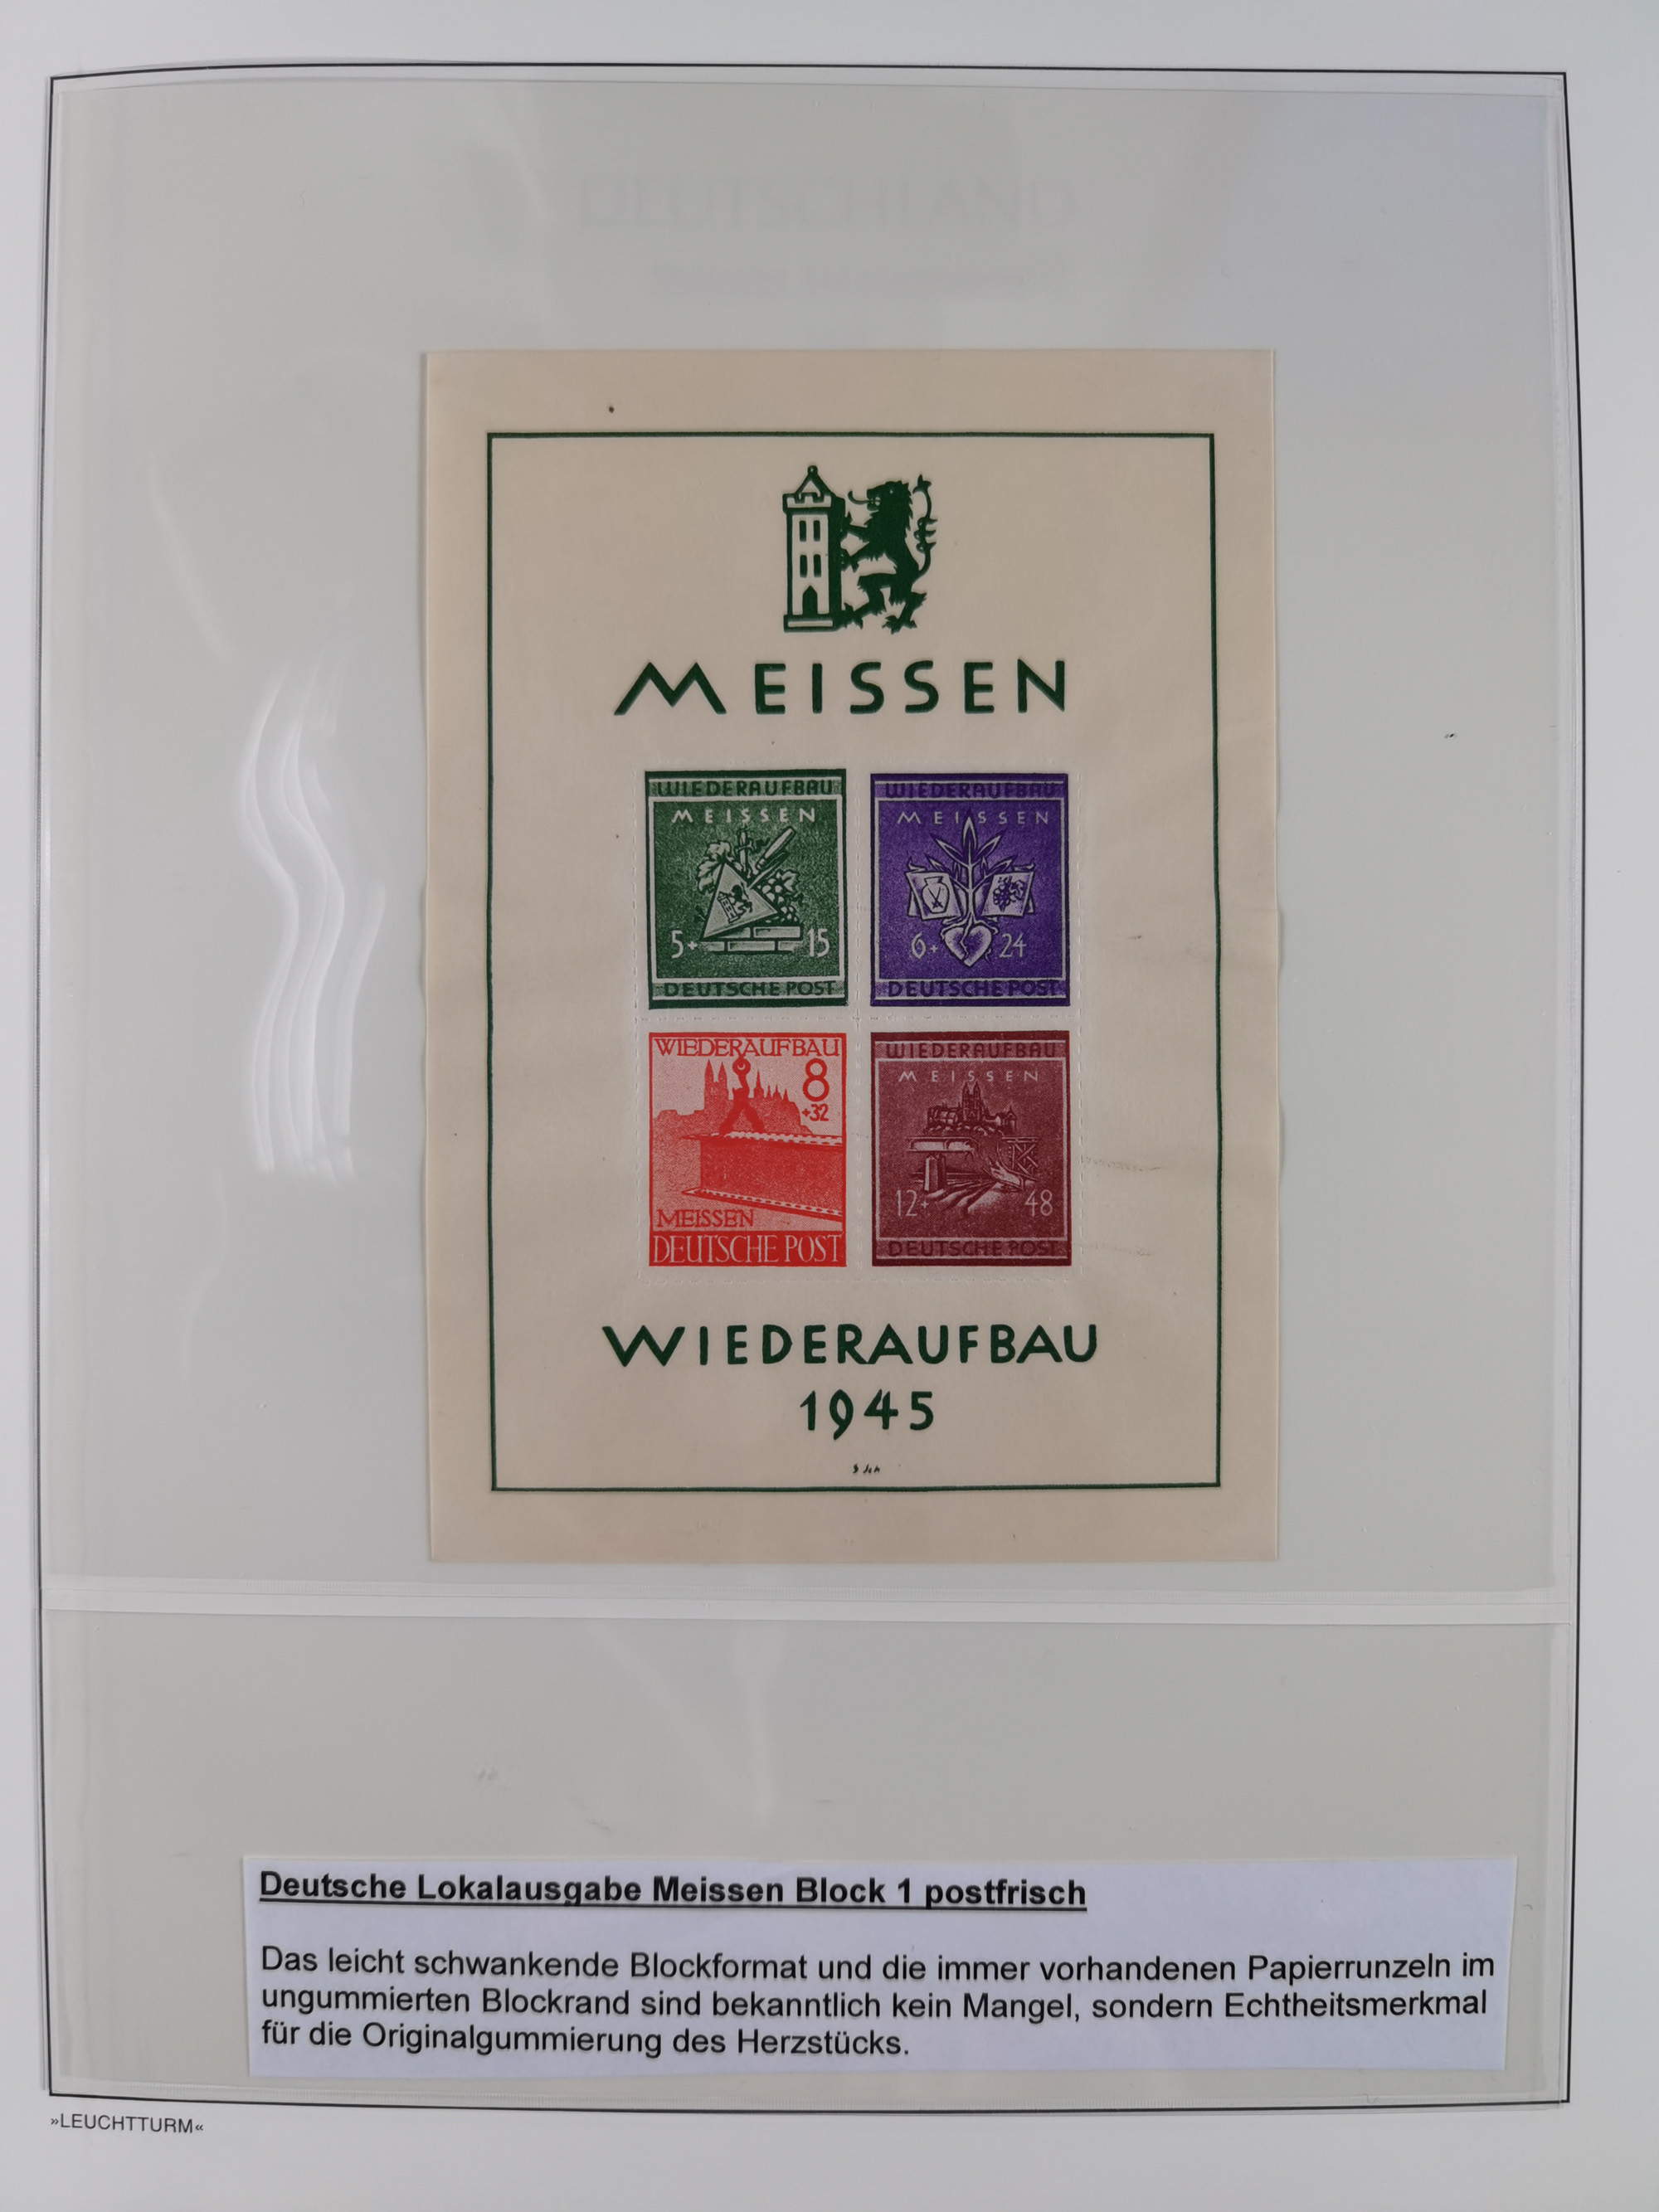 DEUTSCHLAND
MEISSEN
WIEDERAUFBAU
MEISSEN
5+ 15
DEUTSCHE POST
WIEDERAUFBAU
MEISSEN
6+ 24
DEUTSCHE POST
WIEDERAUFBAU
8
+32
MEISSEN
DEUTSCHE POST
WIEDERAUFBAU
MEISSEN
12+ 48
DEUTSCHE POST
WIEDERAUFBAU
1945
Deutsche Lokalausgabe Meissen Block 1 postfrisch
Das leicht schwankende Blockformat und die immer vorhandenen Papierrunzeln im
ungummierten Blockrand sind bekanntlich kein Mangel, sondern Echtheitsmerkmal
für die Originalgummierung des Herzstücks.
»LEUCHTTURM«